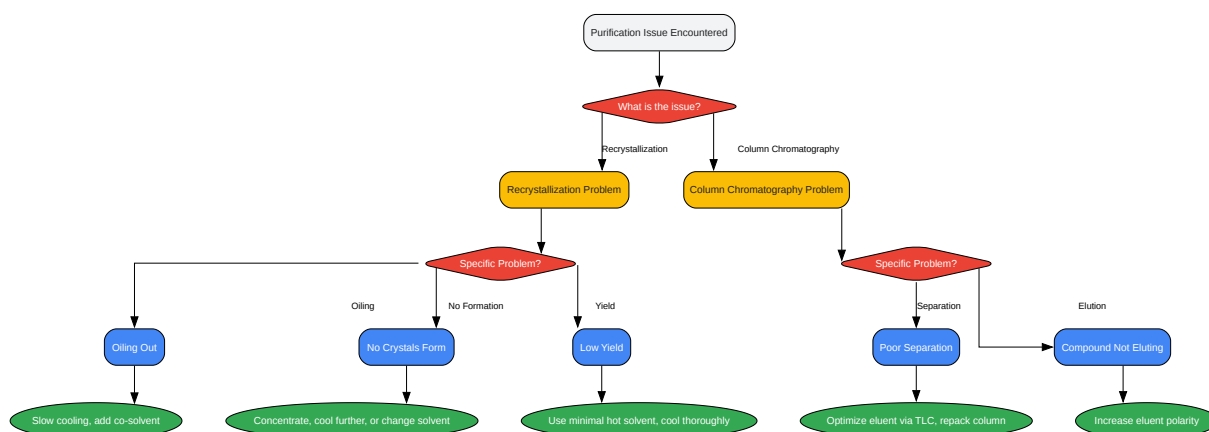 Purification Issue Encountered
What is the issue?
Recrystallization
Column Chromatography
Recrystallization Problem
Column Chromatography Problem
Specific Problem?
Specific Problem?
Oiling
No Formation
Yield
Separation
Elution
Oiling Out
No Crystals Form
Low Yield
Poor Separation
Compound Not Eluting
Slow cooling, add co-solvent
Concentrate, cool further, or change solvent
Use minimal hot solvent, cool thoroughly
Optimize eluent via TLC, repack column
Increase eluent polarity